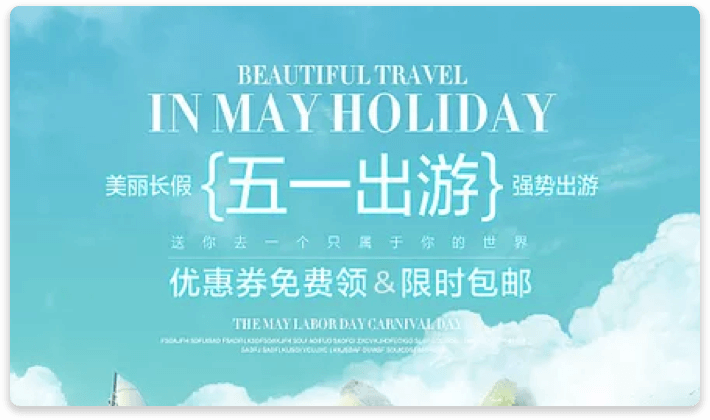 BEAUTIFUL TRAVEL
IN MAY HOLIDAY
美丽长假 {五一出游} 强势出游
送你去一个只属于你的世界
优惠券免费领&限时包邮
THE MAY LABOR DAY CARNIVAL DAY